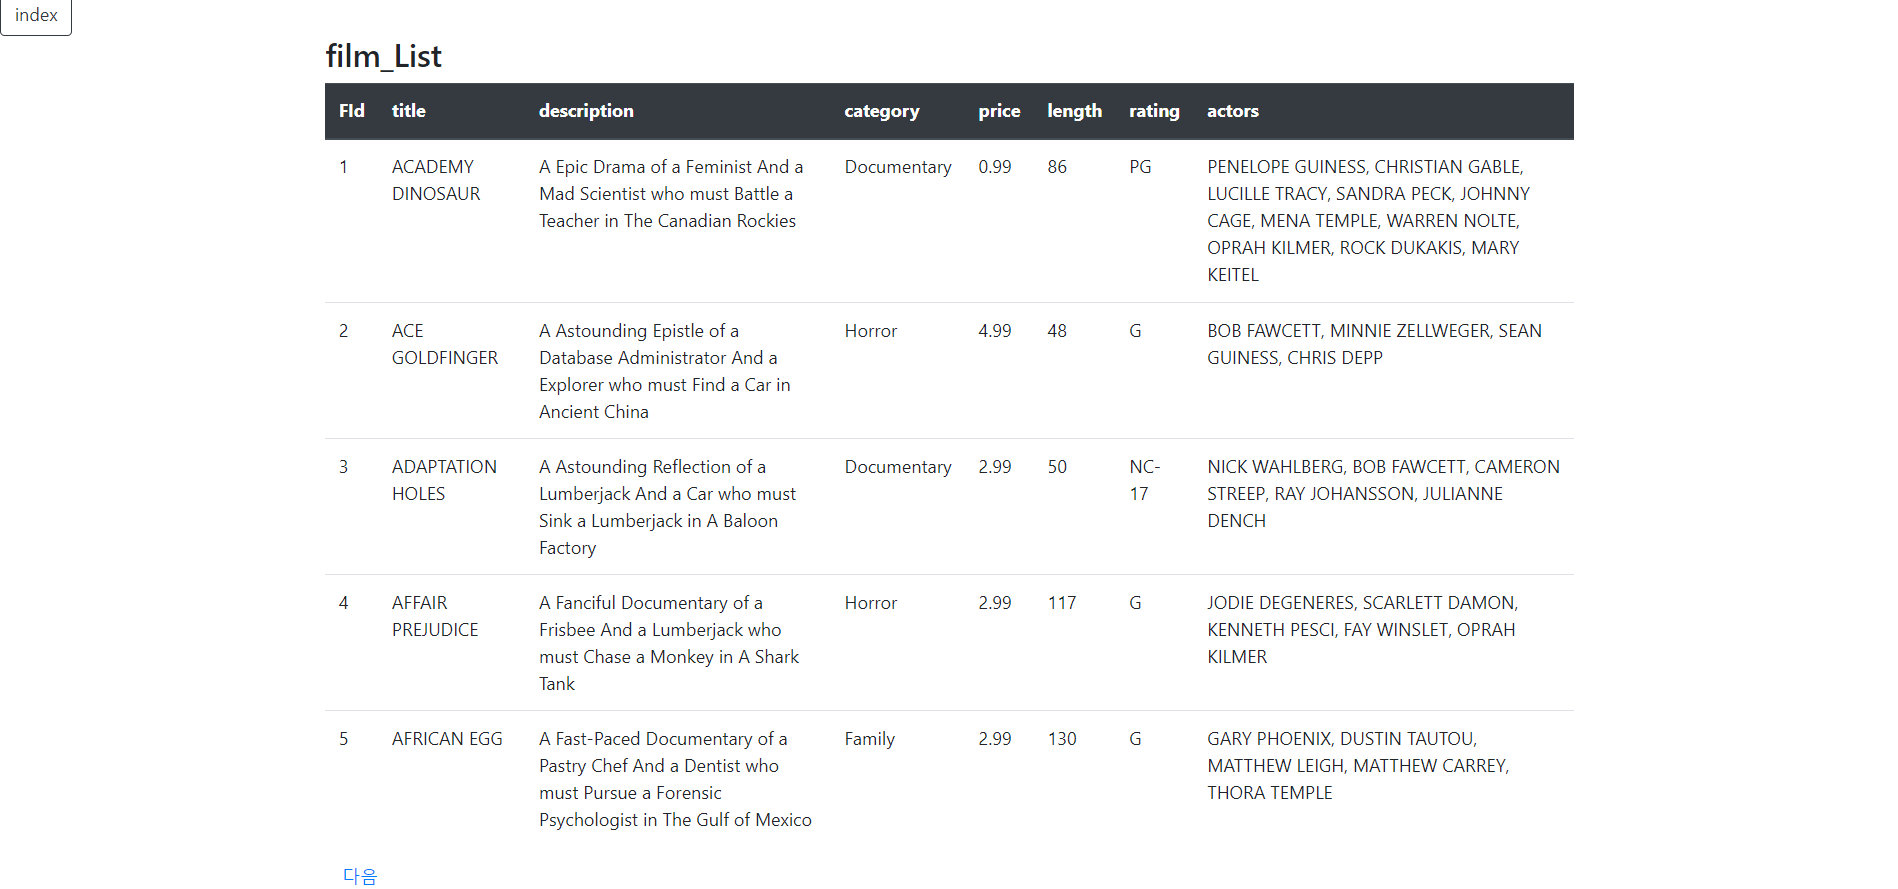 index
film_List
FId title description category price length rating actors
1 ACADEMY A Epic Drama of a Feminist And a Documentary 0.99 86 PG PENELOPE GUINESS, CHRISTIAN GABLE,
DINOSAUR Mad Scientist who must Battle a LUCILLE TRACY, SANDRA PECK, JOHNNY
Teacher in The Canadian Rockies CAGE, MENA TEMPLE, WARREN NOLTE,
OPRAH KILMER, ROCK DUKAKIS, MARY
KEITEL
2 ACE A Astounding Epistle of a Horror 4.99 48 G BOB FAWCETT, MINNIE ZELLWEGER, SEAN
GOLDFINGER Database Administrator And a GUINESS, CHRIS DEPP
Explorer who must Find a Car in
Ancient China
3 ADAPTATION A Astounding Reflection of a Documentary 2.99 50 NC- NICK WAHLBERG, BOB FAWCETT, CAMERON
HOLES Lumberjack And a Car who must 17 STREEP, RAY JOHANSSON, JULIANNE
Sink a Lumberjack in A Baloon DENCH
Factory
4 AFFAIR A Fanciful Documentary of a Horror 2.99 117 G JODIE DEGENERES, SCARLETT DAMON,
PREJUDICE Frisbee And a Lumberjack who KENNETH PESCI, FAY WINSLET, OPRAH
must Chase a Monkey in A Shark KILMER
Tank
5 AFRICAN EGG A Fast-Paced Documentary of a Family 2.99 130 G GARY PHOENIX, DUSTIN TAUTOU,
Pastry Chef And a Dentist who MATTHEW LEIGH, MATTHEW CARREY,
must Pursue a Forensic THORA TEMPLE
Psychologist in The Gulf of Mexico
다음